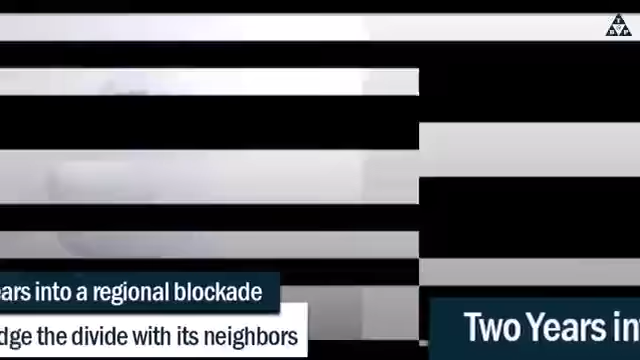 ears into a regional blockade
dge the divide with its neighbors
Two Years in